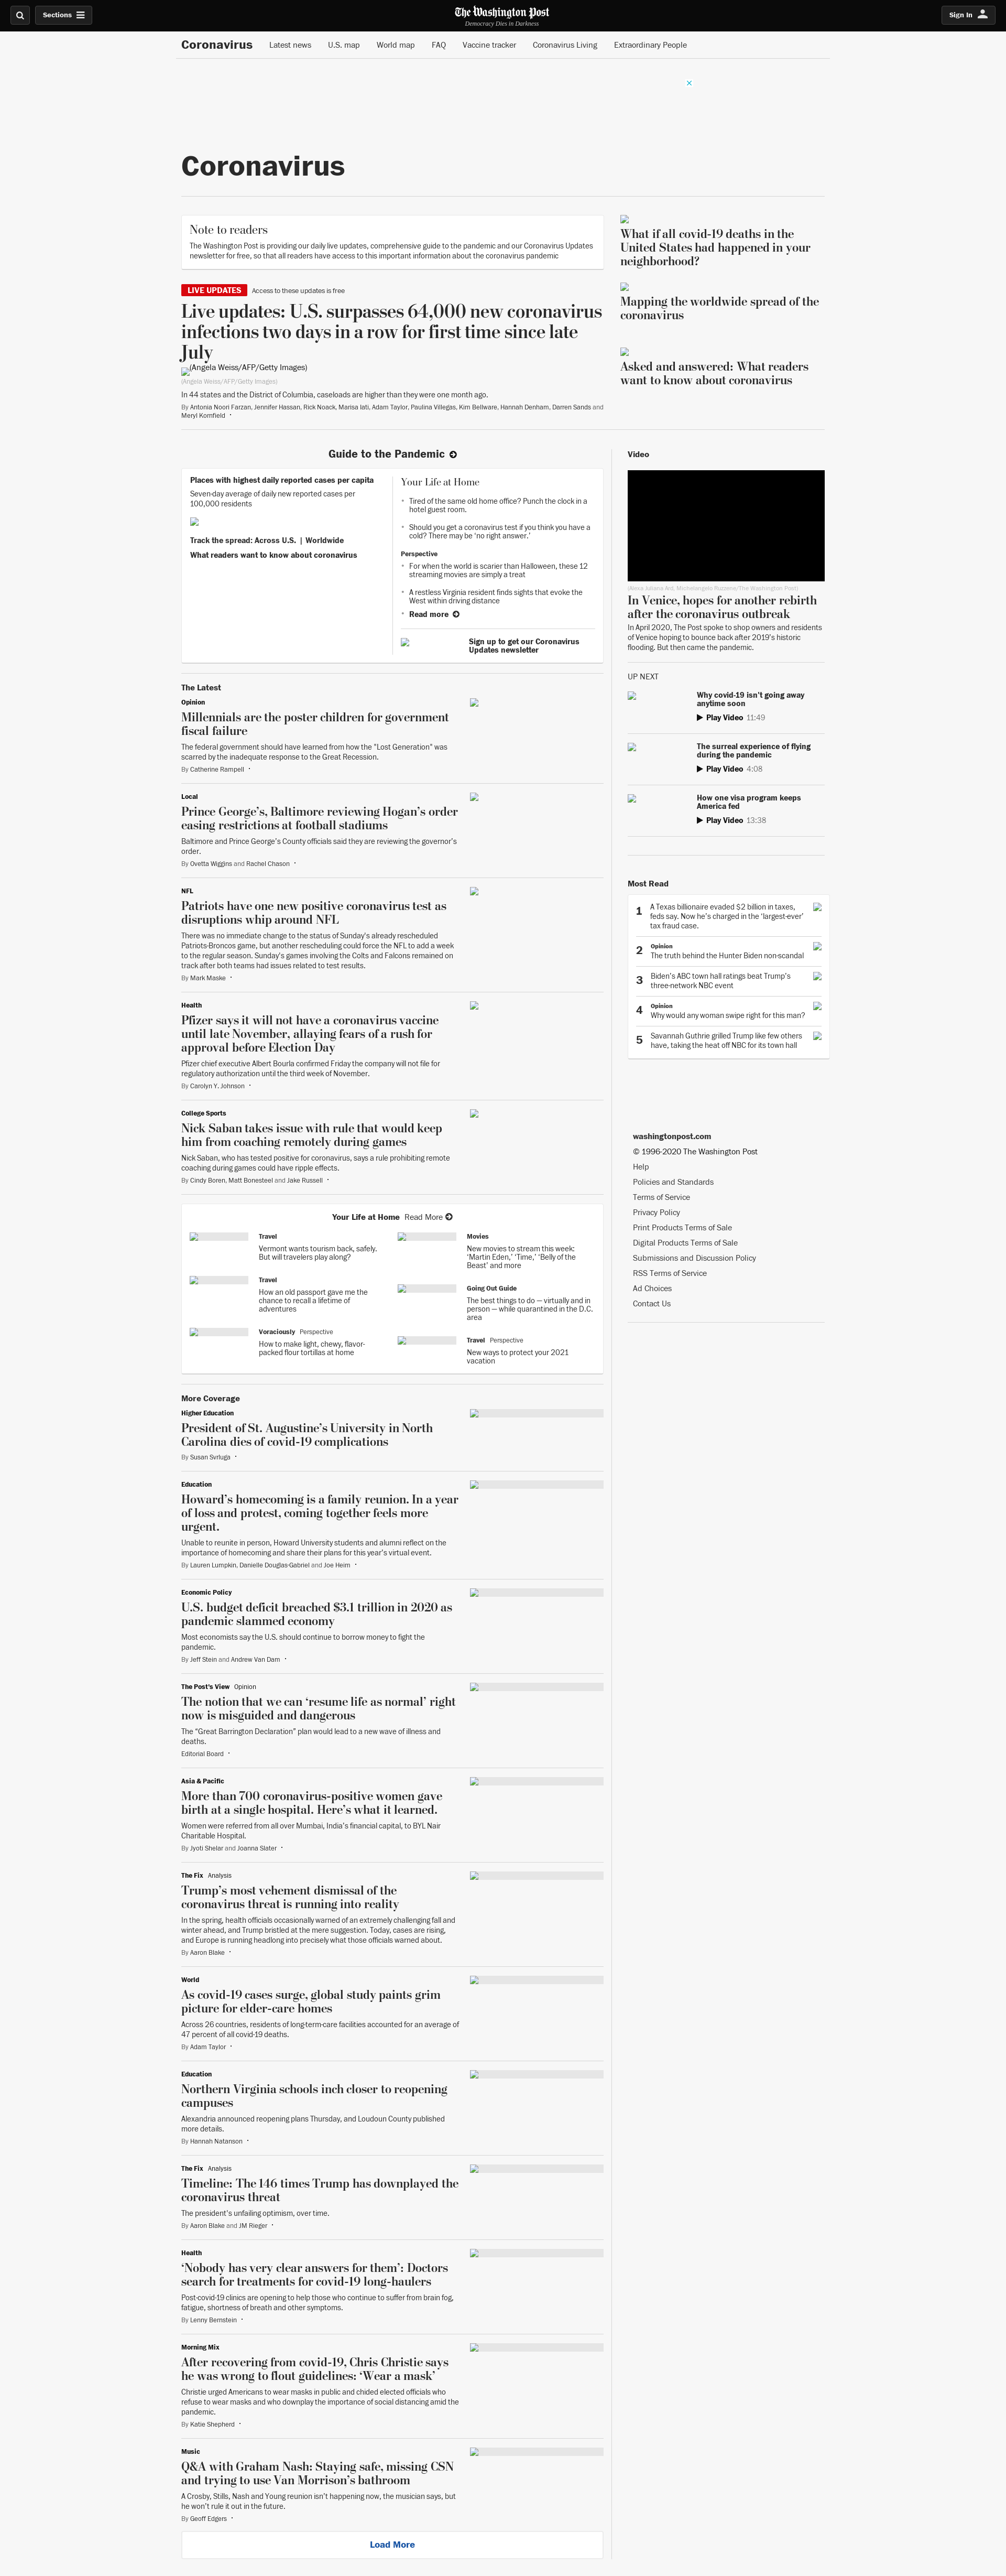 Sections
The Washington Post
Democracy Dies in Darkness
Sign In
Coronavirus
Latest news
U.S. map
World map
FAQ
Vaccine tracker
Coronavirus Living
Extraordinary People
Coronavirus
Note to readers
The Washington Post is providing our daily live updates, comprehensive guide to the pandemic and our Coronavirus Updates
newsletter for free, so that all readers have access to this important information about the coronavirus pandemic
LIVE UPDATES Access to these updates is free
Live updates: U.S. surpasses 64,000 new coronavirus
infections two days in a row for first time since late
July
(Angela Weiss/AFP/Getty Images)
(Angela Weiss/AFP/Getty Images)
In 44 states and the District of Columbia, caseloads are higher than they were one month ago.
By Antonia Noori Farzan, Jennifer Hassan, Rick Noack, Marisa Iati, Adam Taylor, Paulina Villegas, Kim Bellware, Hannah Denham, Darren Sands and
Meryl Kornfield •
What if all covid-19 deaths in the
United States had happened in your
neighborhood?
Mapping the worldwide spread of the
coronavirus
Asked and answered: What readers
want to know about coronavirus
Guide to the Pandemic
Places with highest daily reported cases per capita
Seven-day average of daily new reported cases per
100,000 residents
Track the spread: Across U.S. | Worldwide
What readers want to know about coronavirus
Your Life at Home
• Tired of the same old home office? Punch the clock in a
hotel guest room.
• Should you get a coronavirus test if you think you have a
cold? There may be ‘no right answer.’
Perspective
• For when the world is scarier than Halloween, these 12
streaming movies are simply a treat
• A restless Virginia resident finds sights that evoke the
West within driving distance
• Read more
Sign up to get our Coronavirus
Updates newsletter
The Latest
Opinion
Millennials are the poster children for government
fiscal failure
The federal government should have learned from how the "Lost Generation" was
scarred by the inadequate response to the Great Recession.
By Catherine Rampell •
Local
Prince George’s, Baltimore reviewing Hogan’s order
easing restrictions at football stadiums
Baltimore and Prince George’s County officials said they are reviewing the governor’s
order.
By Ovetta Wiggins and Rachel Chason •
NFL
Patriots have one new positive coronavirus test as
disruptions whip around NFL
There was no immediate change to the status of Sunday's already rescheduled
Patriots-Broncos game, but another rescheduling could force the NFL to add a week
to the regular season. Sunday's games involving the Colts and Falcons remained on
track after both teams had issues related to test results.
By Mark Maske •
Health
Pfizer says it will not have a coronavirus vaccine
until late November, allaying fears of a rush for
approval before Election Day
Pfizer chief executive Albert Bourla confirmed Friday the company will not file for
regulatory authorization until the third week of November.
By Carolyn Y. Johnson •
College Sports
Nick Saban takes issue with rule that would keep
him from coaching remotely during games
Nick Saban, who has tested positive for coronavirus, says a rule prohibiting remote
coaching during games could have ripple effects.
By Cindy Boren, Matt Bonesteel and Jake Russell •
Your Life at Home Read More
Travel
Vermont wants tourism back, safely.
But will travelers play along?
Travel
How an old passport gave me the
chance to recall a lifetime of
adventures
Voraciously Perspective
How to make light, chewy, flavor-
packed flour tortillas at home
Movies
New movies to stream this week:
‘Martin Eden,’ ‘Time,’ ‘Belly of the
Beast’ and more
Going Out Guide
The best things to do — virtually and in
person — while quarantined in the D.C.
area
Travel Perspective
New ways to protect your 2021
vacation
More Coverage
Higher Education
President of St. Augustine’s University in North
Carolina dies of covid-19 complications
By Susan Svrluga •
Education
Howard’s homecoming is a family reunion. In a year
of loss and protest, coming together feels more
urgent.
Unable to reunite in person, Howard University students and alumni reflect on the
importance of homecoming and share their plans for this year’s virtual event.
By Lauren Lumpkin, Danielle Douglas-Gabriel and Joe Heim •
Economic Policy
U.S. budget deficit breached $3.1 trillion in 2020 as
pandemic slammed economy
Most economists say the U.S. should continue to borrow money to fight the
pandemic.
By Jeff Stein and Andrew Van Dam •
The Post's View Opinion
The notion that we can ‘resume life as normal’ right
now is misguided and dangerous
The “Great Barrington Declaration” plan would lead to a new wave of illness and
deaths.
Editorial Board •
Asia & Pacific
More than 700 coronavirus-positive women gave
birth at a single hospital. Here’s what it learned.
Women were referred from all over Mumbai, India’s financial capital, to BYL Nair
Charitable Hospital.
By Jyoti Shelar and Joanna Slater •
The Fix Analysis
Trump’s most vehement dismissal of the
coronavirus threat is running into reality
In the spring, health officials occasionally warned of an extremely challenging fall and
winter ahead, and Trump bristled at the mere suggestion. Today, cases are rising,
and Europe is running headlong into precisely what those officials warned about.
By Aaron Blake •
World
As covid-19 cases surge, global study paints grim
picture for elder-care homes
Across 26 countries, residents of long-term-care facilities accounted for an average of
47 percent of all covid-19 deaths.
By Adam Taylor •
Education
Northern Virginia schools inch closer to reopening
campuses
Alexandria announced reopening plans Thursday, and Loudoun County published
more details.
By Hannah Natanson •
The Fix Analysis
Timeline: The 146 times Trump has downplayed the
coronavirus threat
The president’s unfailing optimism, over time.
By Aaron Blake and JM Rieger •
Health
‘Nobody has very clear answers for them’: Doctors
search for treatments for covid-19 long-haulers
Post-covid-19 clinics are opening to help those who continue to suffer from brain fog,
fatigue, shortness of breath and other symptoms.
By Lenny Bernstein •
Morning Mix
After recovering from covid-19, Chris Christie says
he was wrong to flout guidelines: ‘Wear a mask’
Christie urged Americans to wear masks in public and chided elected officials who
refuse to wear masks and who downplay the importance of social distancing amid the
pandemic.
By Katie Shepherd •
Music
Q&A with Graham Nash: Staying safe, missing CSN
and trying to use Van Morrison’s bathroom
A Crosby, Stills, Nash and Young reunion isn’t happening now, the musician says, but
he won’t rule it out in the future.
By Geoff Edgers •
Load More
Video
In Venice, hopes for another rebirth
after the coronavirus outbreak
In April 2020, The Post spoke to shop owners and residents
of Venice hoping to bounce back after 2019's historic
flooding. But then came the pandemic.
UP NEXT
Why covid-19 isn't going away
anytime soon
Play Video 11:49
The surreal experience of flying
during the pandemic
Play Video 4:08
How one visa program keeps
America fed
Play Video 13:38
Most Read
1 A Texas billionaire evaded $2 billion in taxes,
feds say. Now he’s charged in the ‘largest-ever’
tax fraud case.
2 Opinion
The truth behind the Hunter Biden non-scandal
3 Biden’s ABC town hall ratings beat Trump’s
three-network NBC event
4 Opinion
Why would any woman swipe right for this man?
5 Savannah Guthrie grilled Trump like few others
have, taking the heat off NBC for its town hall
washingtonpost.com
© 1996-2020 The Washington Post
Help
Policies and Standards
Terms of Service
Privacy Policy
Print Products Terms of Sale
Digital Products Terms of Sale
Submissions and Discussion Policy
RSS Terms of Service
Ad Choices
Contact Us